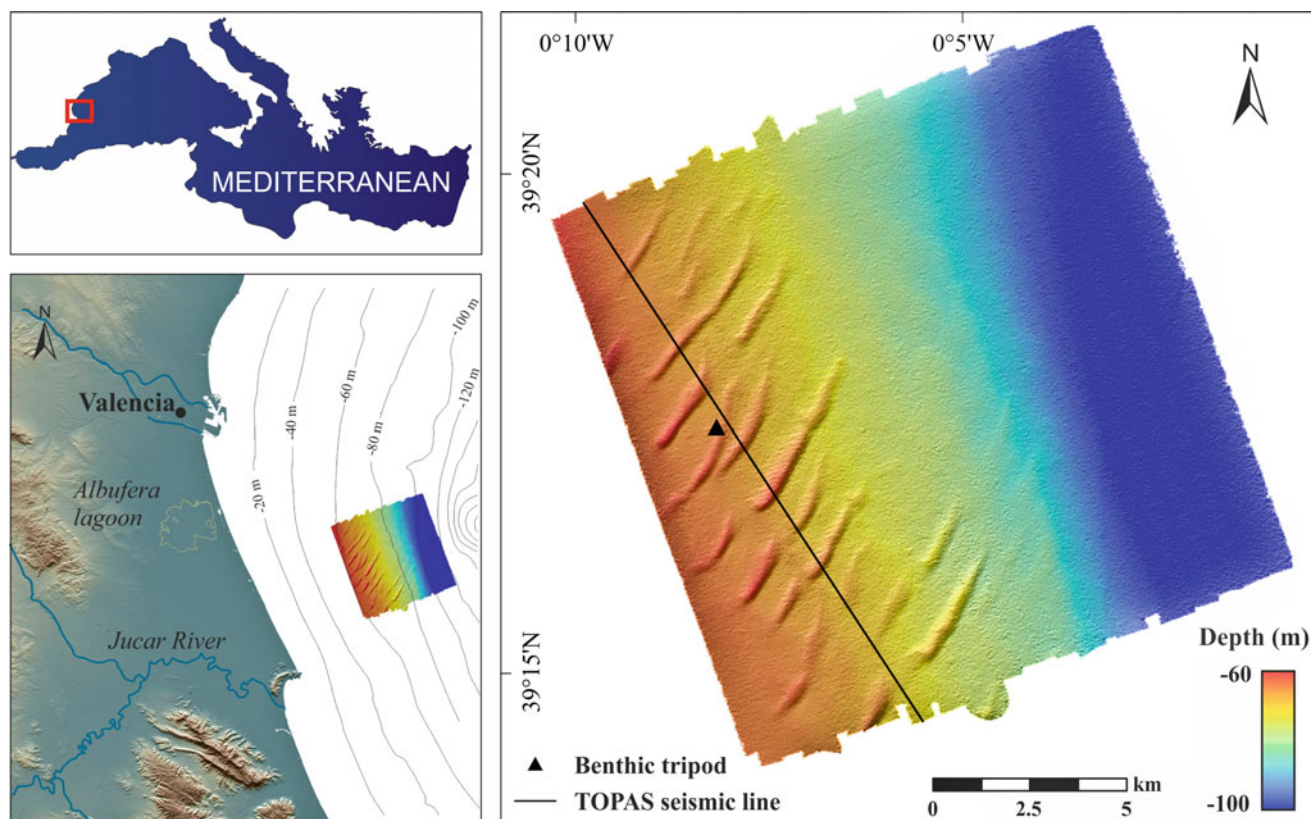 MEDITERRANEAN
N
Valencia
Albufera
lagoon
Jucar River
-20 m
-40 m
-60 m
-80 m
-100 m
-120 m
0°10'W
0°5'W
N
39°20'N
39°15'N
Depth (m)
-60
-100
Benthic tripod
TOPAS seismic line
km
0
2.5
5